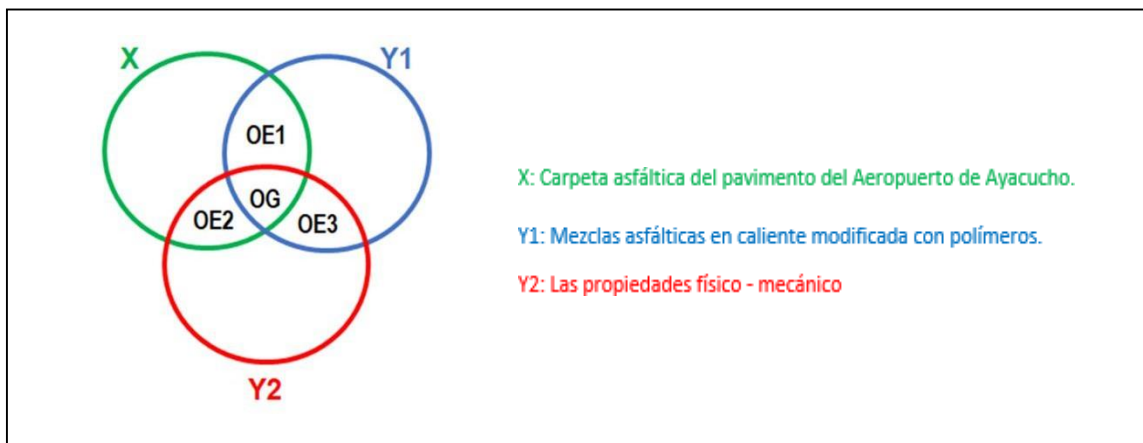 X
Y1
OE1
OG
OE2
OE3
Y2
X: Carpeta asfáltica del pavimento del Aeropuerto de Ayacucho.
Y1: Mezclas asfálticas en caliente modificada con polímeros.
Y2: Las propiedades físico - mecánico